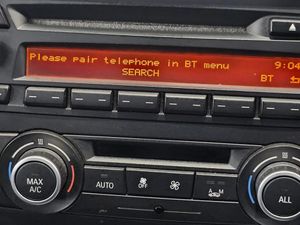 Please pair telephone in BT menu 9:04
SEARCH BT
MAX
A/C
AUTO
OFF
ALL